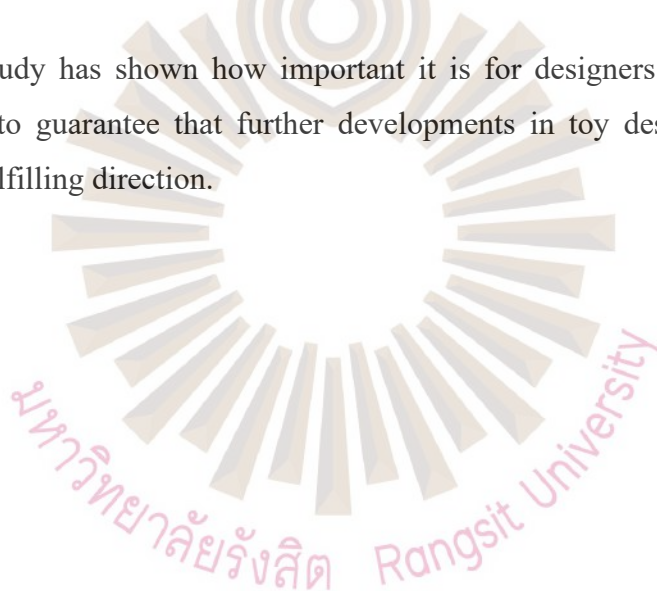 udy has shown how important it is for designers
to guarantee that further developments in toy des
lfilling direction.
มหาวิทยาลัยรังสิต Rangsit University